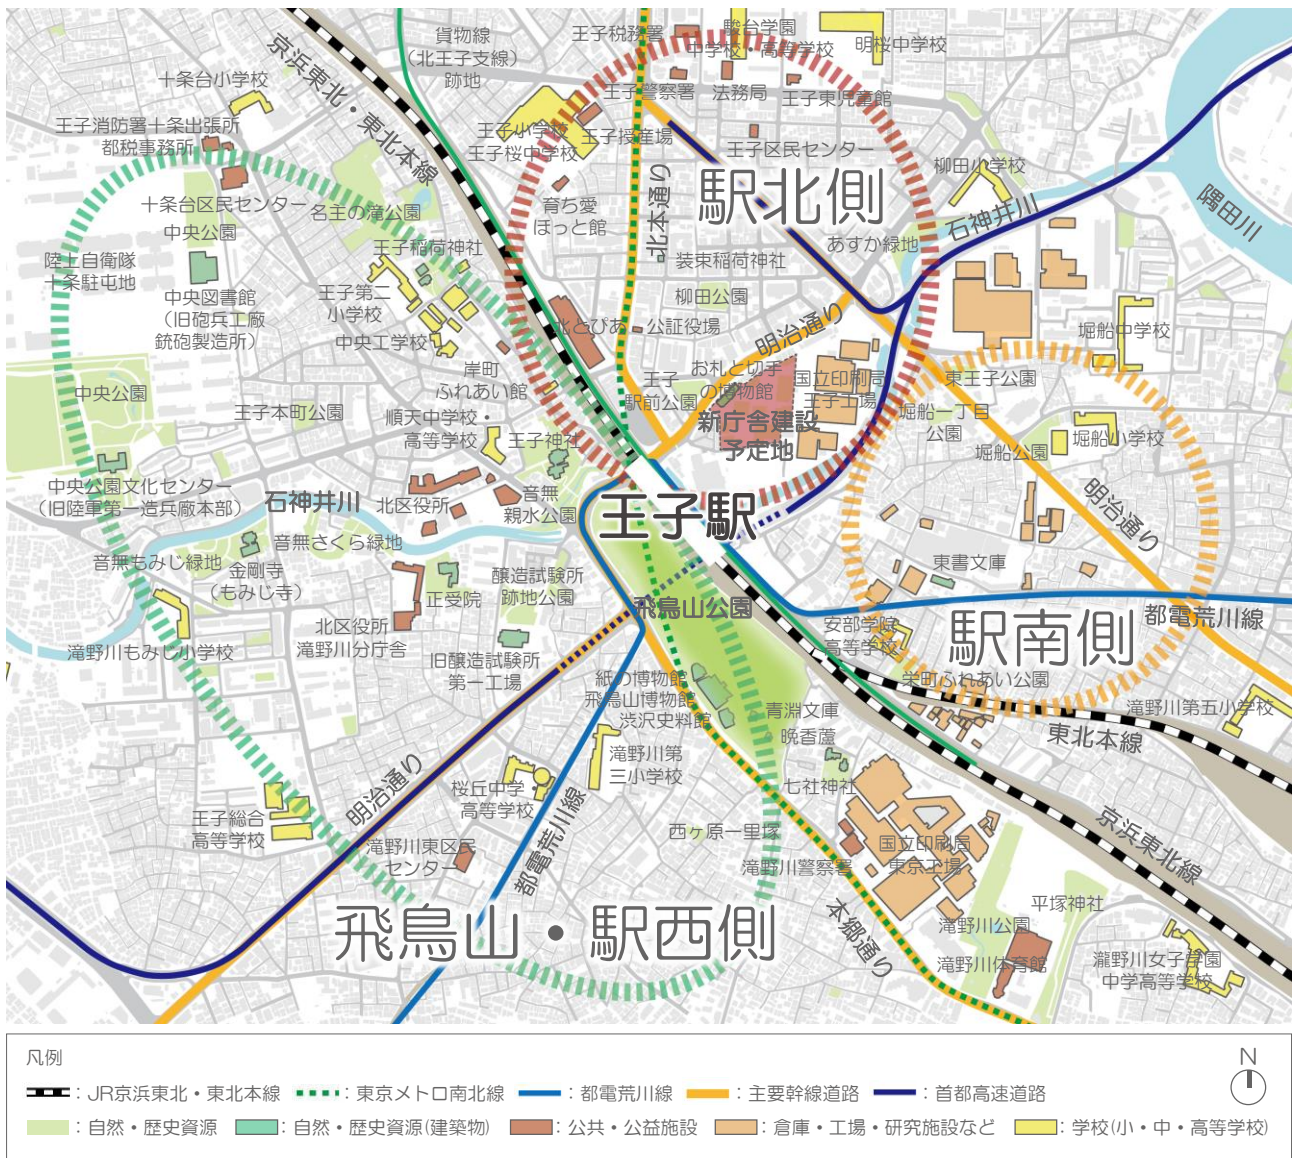 貨物線
（北王子支線）
跡地
王子税務署
駿台学園
中学校・高等学校
明桜中学校
京浜東北・東北本線
十条台小学校
王子警察署
法務局
王子東児童館
王子消防署十条出張所
都税事務所
王子小学校
王子桜中学校
王子授産場
王子区民センター
柳田小学校
北本通り
駅北側
石神井川
隅田川
十条台区民センター
名主の滝公園
育ち愛
ほっと館
中央公園
王子稲荷神社
あすか緑地
陸上自衛隊
十条駐屯地
装束稲荷神社
中央図書館
（旧砲兵工廠
銃砲製造所）
王子第二
小学校
柳田公園
中央工学校
北とぴあ
公証役場
明治通り
堀船中学校
岸町
ふれあい館
王子
駅前公園
お札と切手
の博物館
国立印刷局
王子工場
東王子公園
中央公園
王子本町公園
順天中学校・
高等学校
王子神社
新庁舎建設
予定地
堀船一丁目
公園
堀船公園
堀船小学校
中央公園文化センター
（旧陸軍第一造兵廠本部）
石神井川
北区役所
音無
親水公園
王子駅
明治通り
音無もみじ緑地
音無さくら緑地
金剛寺
（もみじ寺）
正受院
醸造試験所
跡地公園
飛鳥山公園
東書文庫
北区役所
滝野川分庁舎
安部学院
高等学校
駅南側
都電荒川線
滝野川もみじ小学校
旧醸造試験所
第一工場
紙の博物館
飛鳥山博物館
渋沢史料館
栄町ふれあい公園
滝野川第五小学校
青淵文庫
晩香蘆
東北本線
滝野川第
三小学校
七社神社
明治通り
桜丘中学・
高等学校
都電荒川線
王子総合
高等学校
滝野川東区民
センター
西ヶ原一里塚
滝野川警察署
国立印刷局
東京工場
京浜東北線
飛鳥山・駅西側
本郷通り
平塚神社
滝野川公園
滝野川体育館
瀧野川女子学園
中学高等学校
凡例
N
：JR京浜東北・東北本線 ：東京メトロ南北線 ：都電荒川線 ：主要幹線道路 ：首都高速道路
：自然・歴史資源 ：自然・歴史資源(建築物) ：公共・公益施設 ：倉庫・工場・研究施設など ：学校(小・中・高等学校)